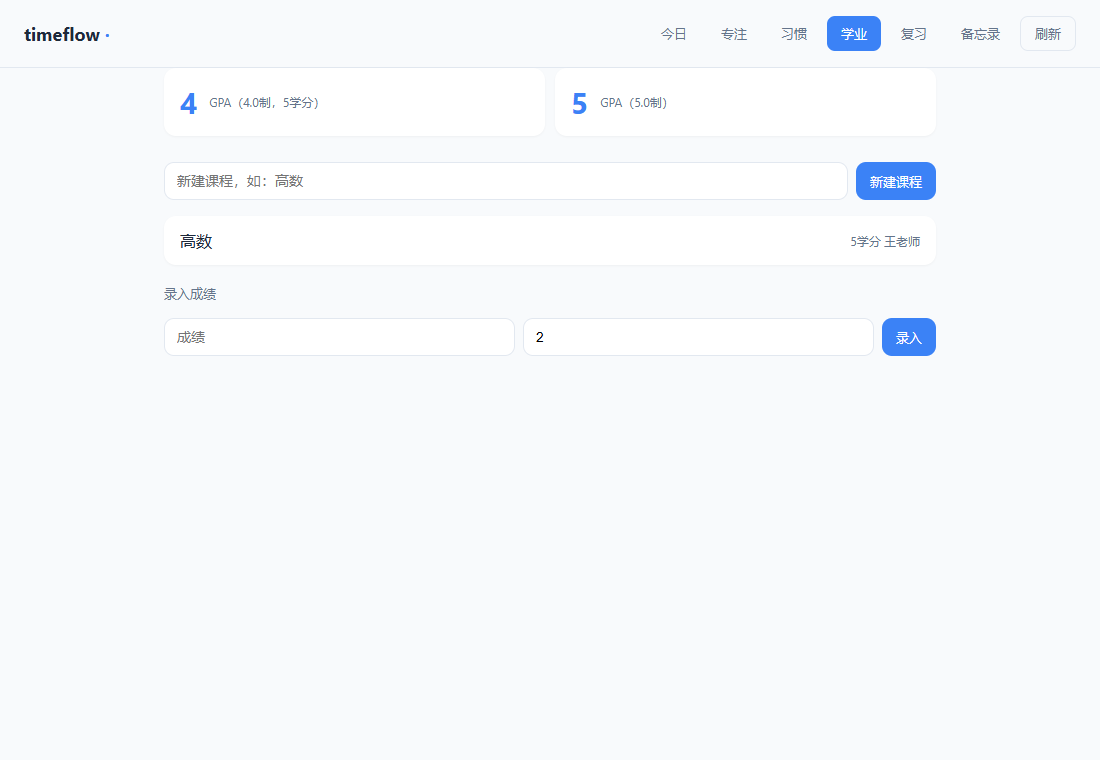 timeflow · 今日 专注 习惯 学业 复习 备忘录 刷新
4 GPA（4.0制，5学分） 5 GPA（5.0制）
新建课程，如：高数 新建课程
高数 5学分 王老师
录入成绩
成绩 2 录入